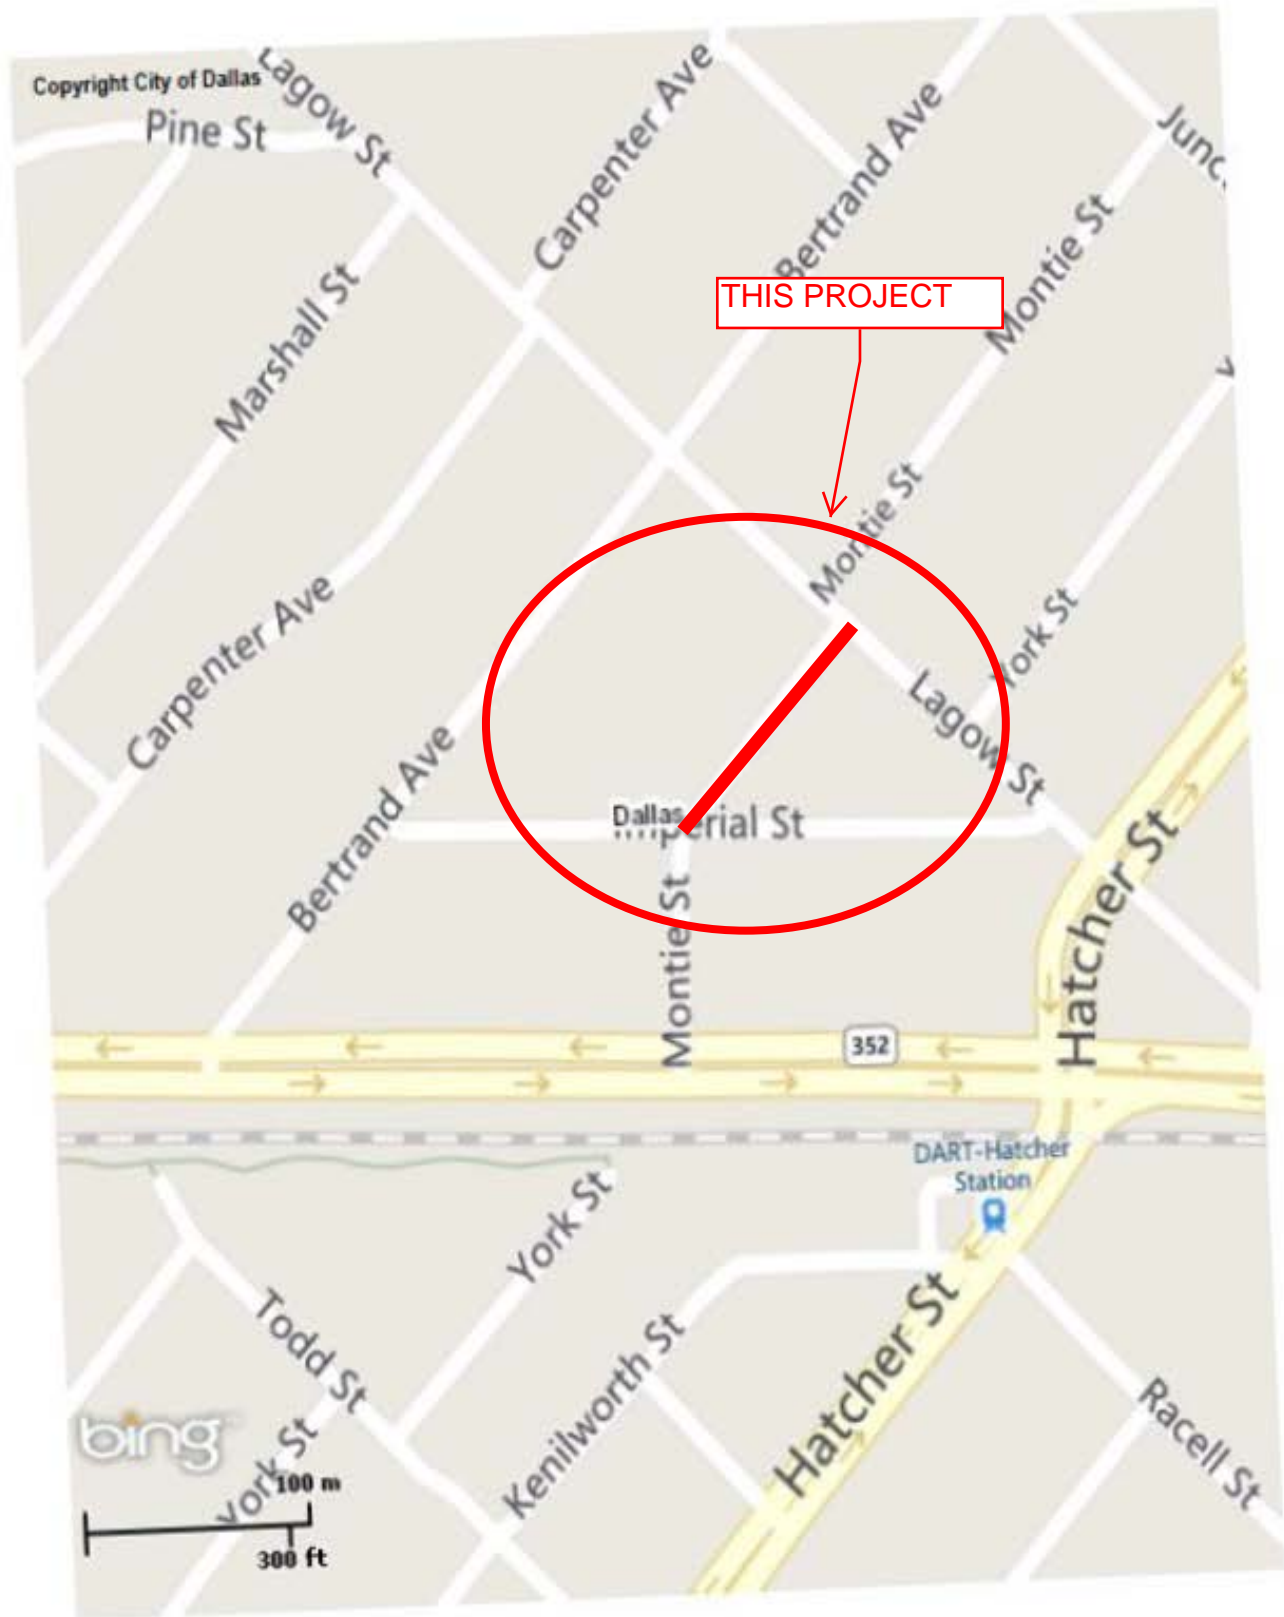 Copyright City of Dallas
Lagow St
Pine St
Carpenter Ave
Bertrand Ave
Junc
Montie St
Marshall St
THIS PROJECT
Montie St
Carpenter Ave
York St
Lagow St
Bertrand Ave
Dallas
erial St
Hatcher St
Montie St
352
DART-Hatcher
Station
York St
Todd St
Kenilworth St
Hatcher St
Racell St
bing
York St
100 m
300 ft